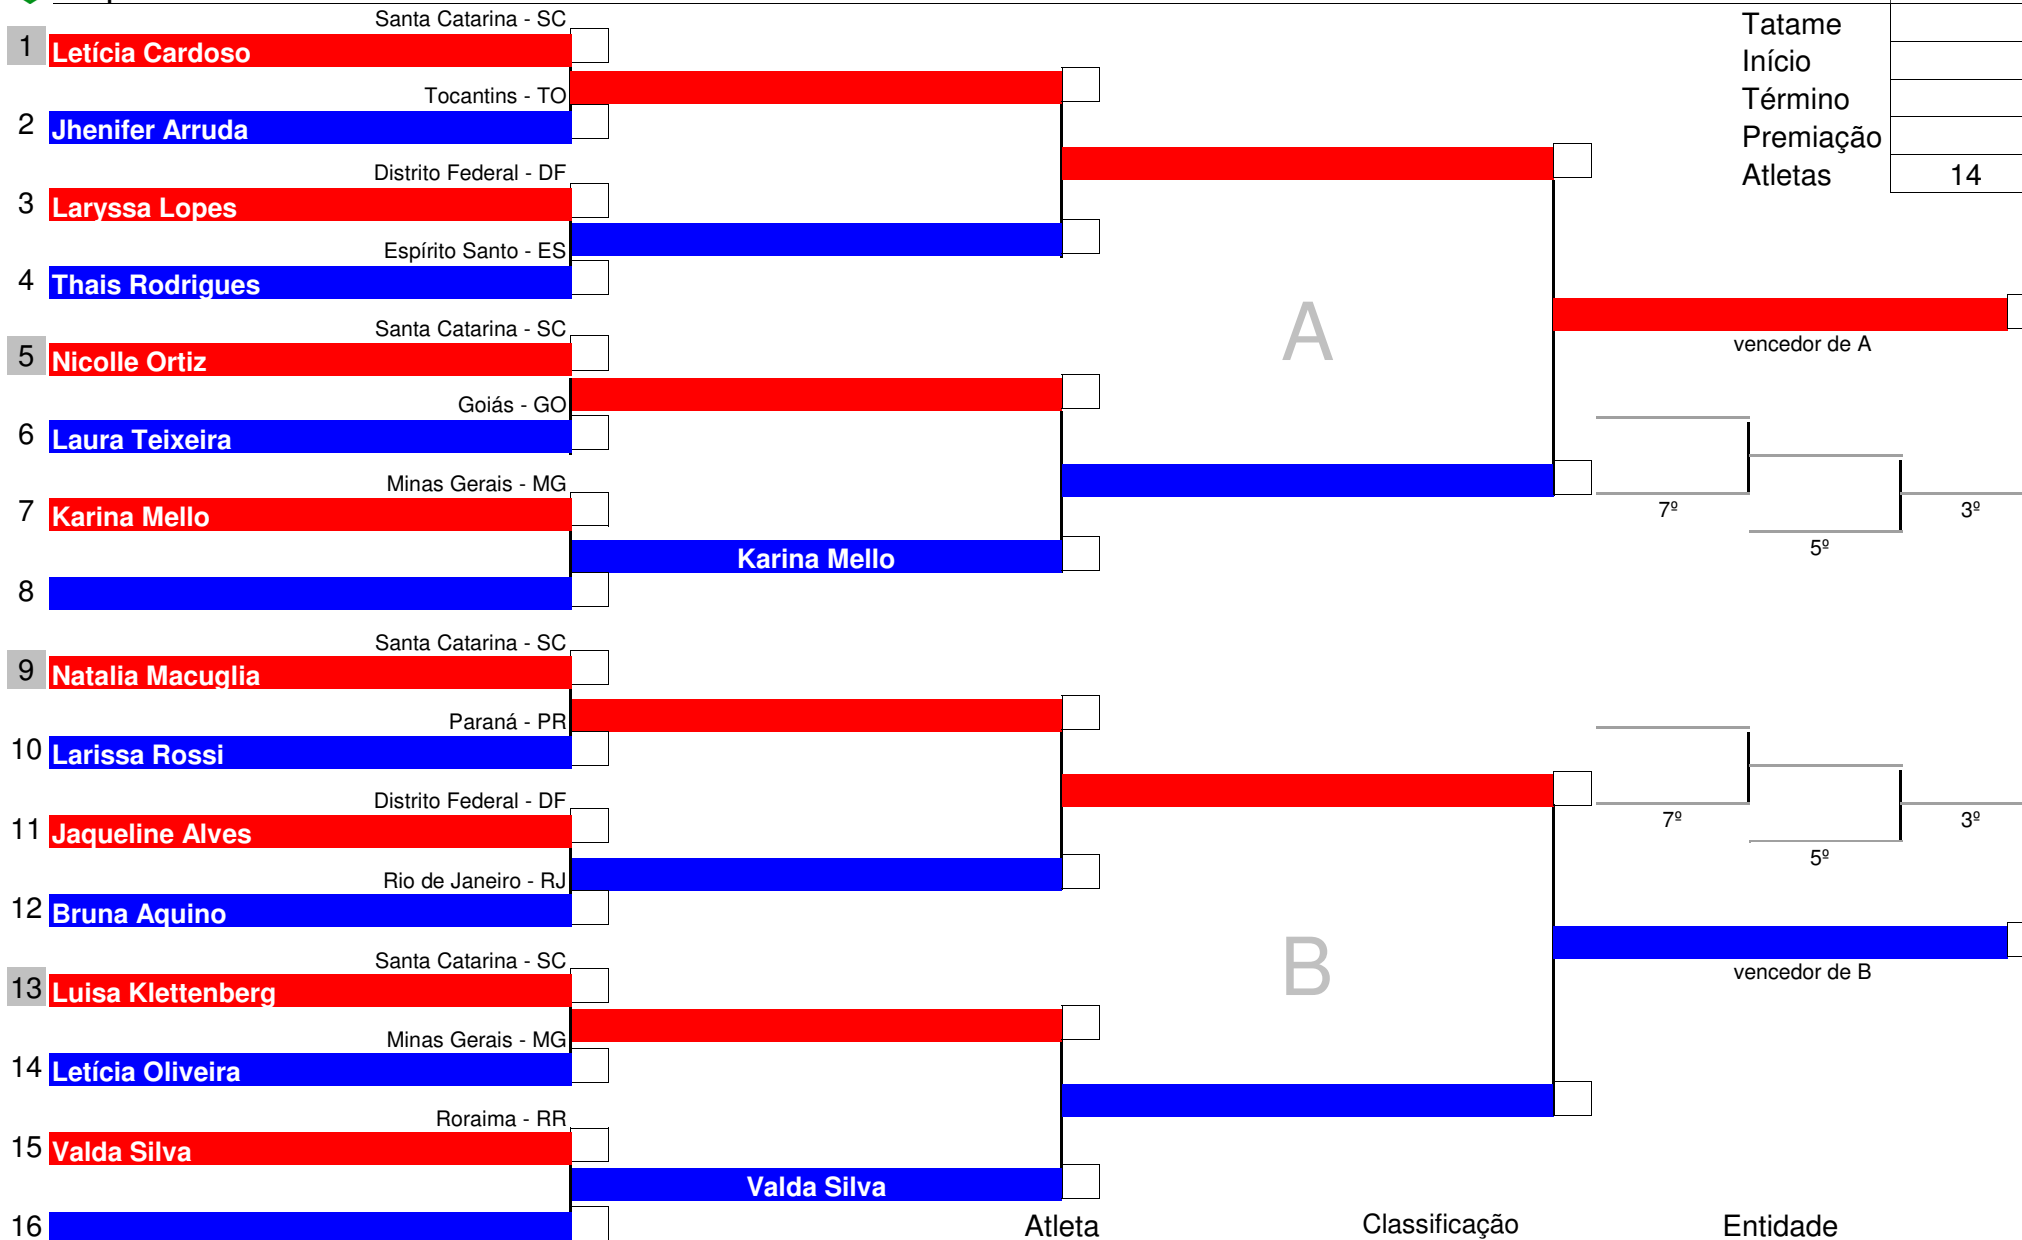 Santa Catarina - SC
1 Letícia Cardoso
Tocantins - TO
2 Jhenifer Arruda
Distrito Federal - DF
3 Laryssa Lopes
Espírito Santo - ES
4 Thais Rodrigues
Santa Catarina - SC
5 Nicolle Ortiz
Goiás - GO
6 Laura Teixeira
Minas Gerais - MG
7 Karina Mello
Karina Mello
8
Santa Catarina - SC
9 Natalia Macuglia
Paraná - PR
10 Larissa Rossi
Distrito Federal - DF
11 Jaqueline Alves
Rio de Janeiro - RJ
12 Bruna Aquino
Santa Catarina - SC
13 Luisa Klettenberg
Minas Gerais - MG
14 Letícia Oliveira
Roraima - RR
15 Valda Silva
Valda Silva
16
A
B
Tatame
Início
Término
Premiação
Atletas 14
vencedor de A
7º
3º
5º
7º
3º
5º
vencedor de B
Atleta Classificação Entidade